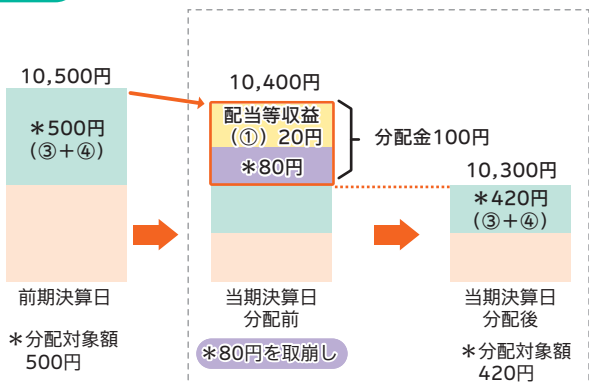 10,500円
＊500円
(③＋④)
前期決算日
＊分配対象額
500円
10,400円
配当等収益
(①) 20円
＊80円
分配金100円
当期決算日
分配前
＊80円を取崩し
10,300円
＊420円
(③＋④)
当期決算日
分配後
＊分配対象額
420円